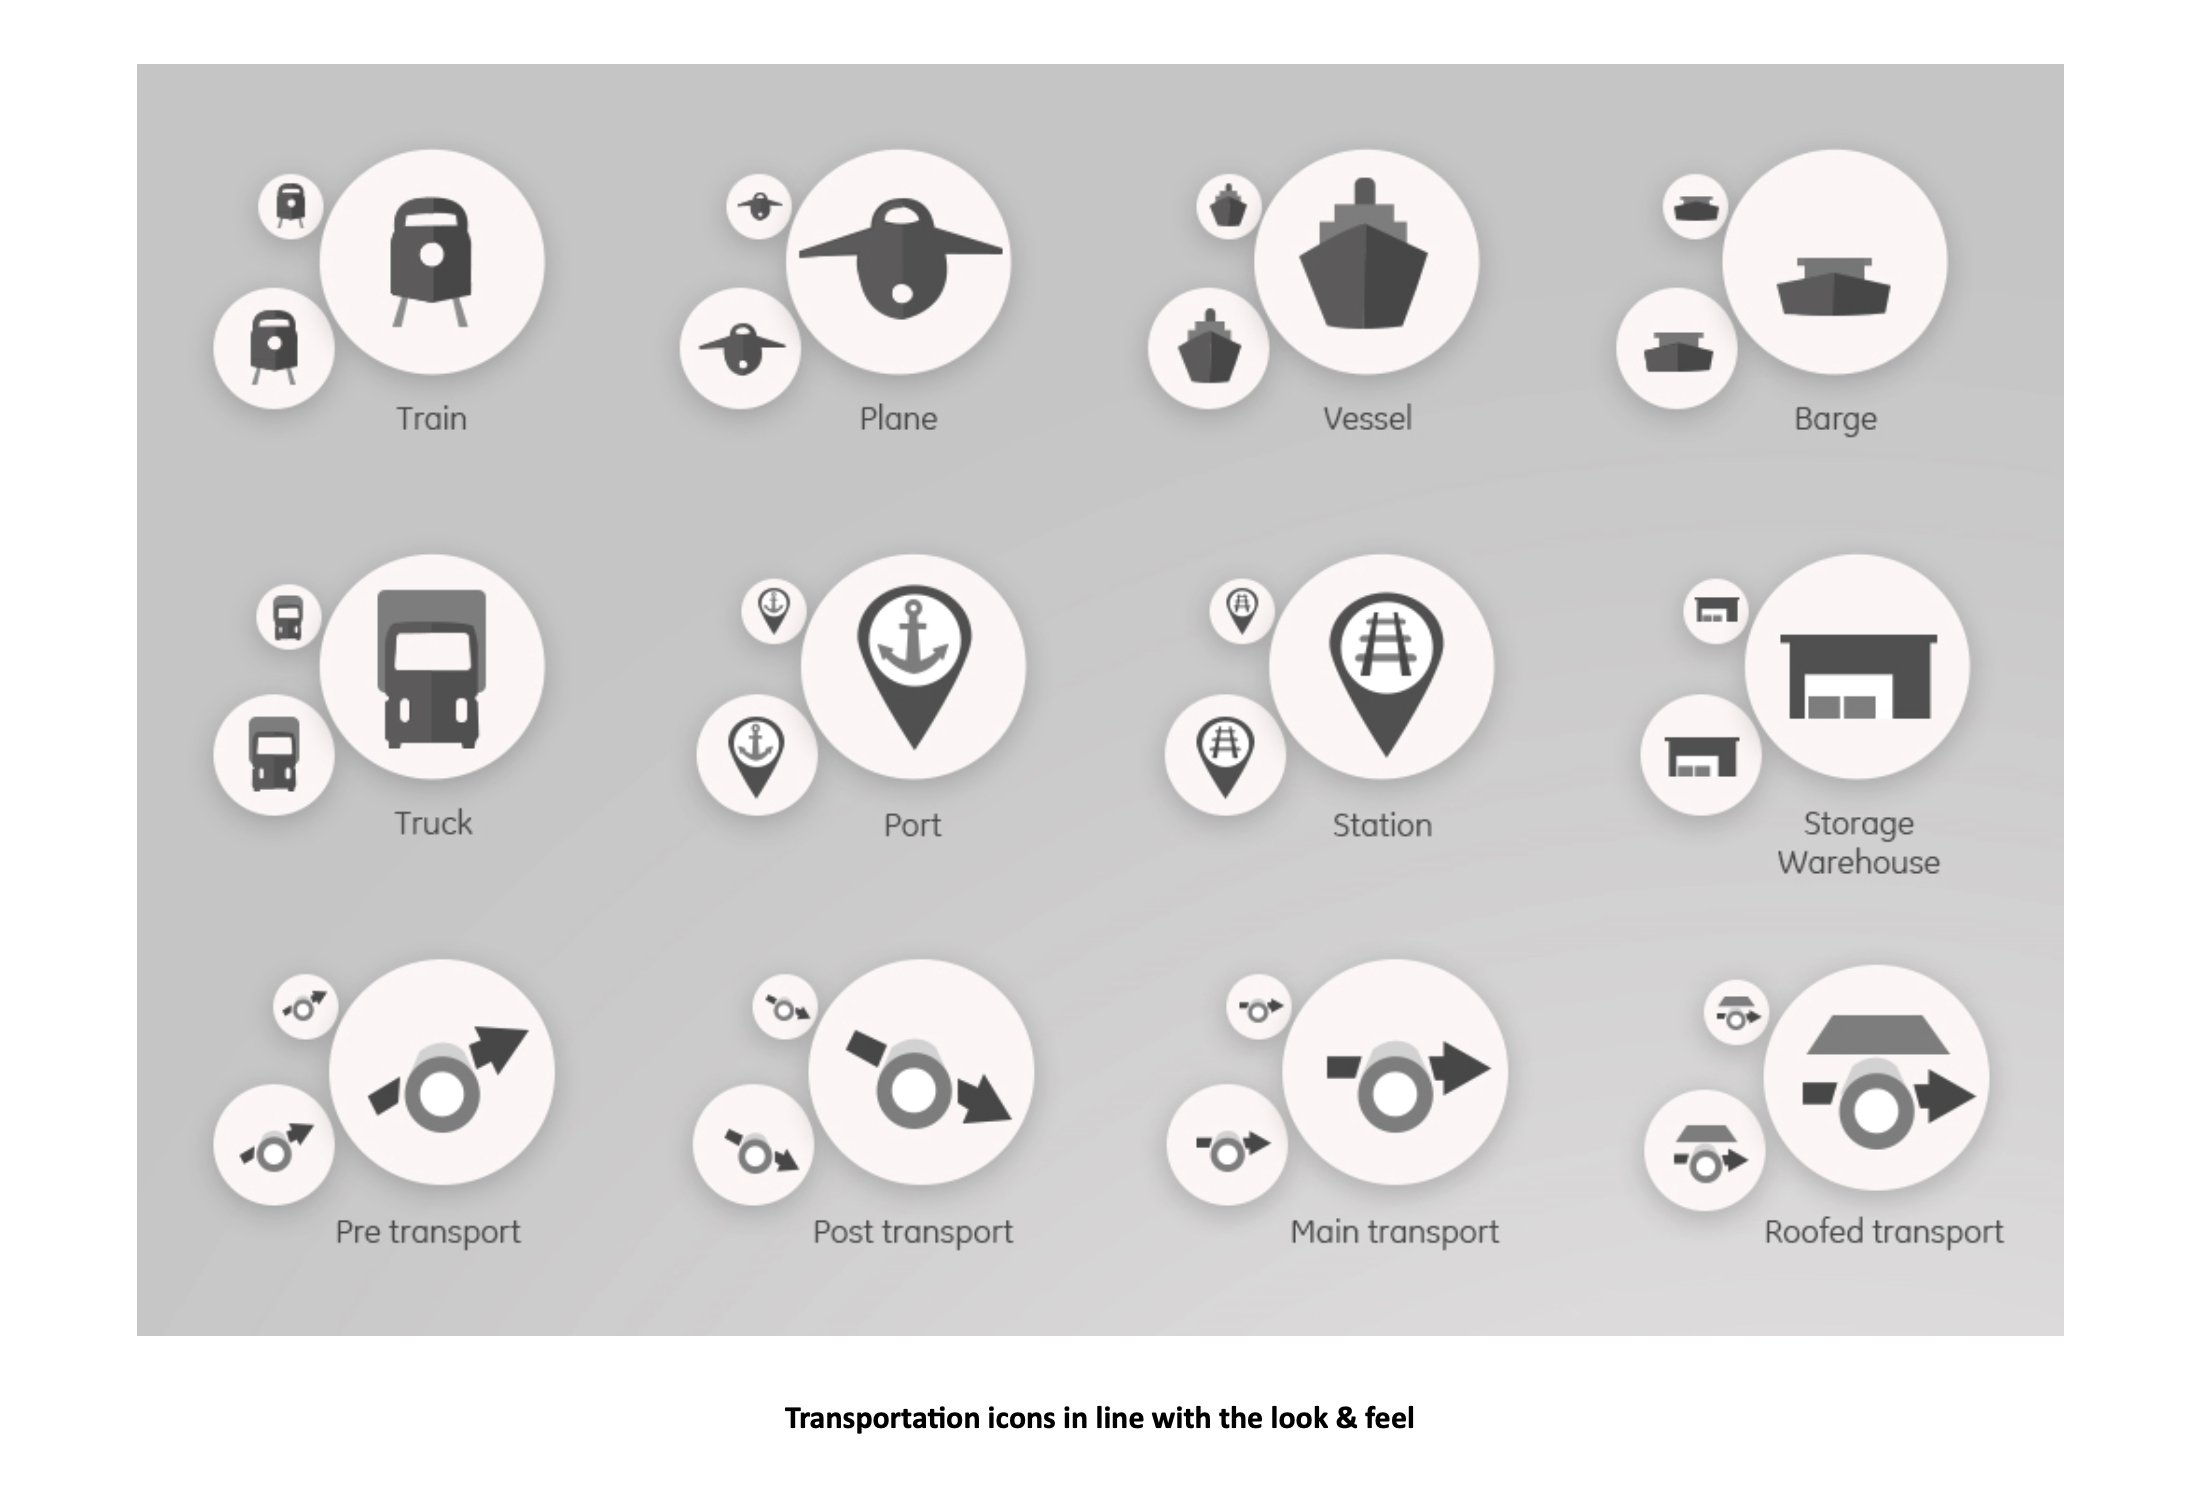 Train
Plane
Vessel
Barge
Truck
Port
Station
Storage
Warehouse
Pre transport
Post transport
Main transport
Roofed transport
Transportation icons in line with the look & feel